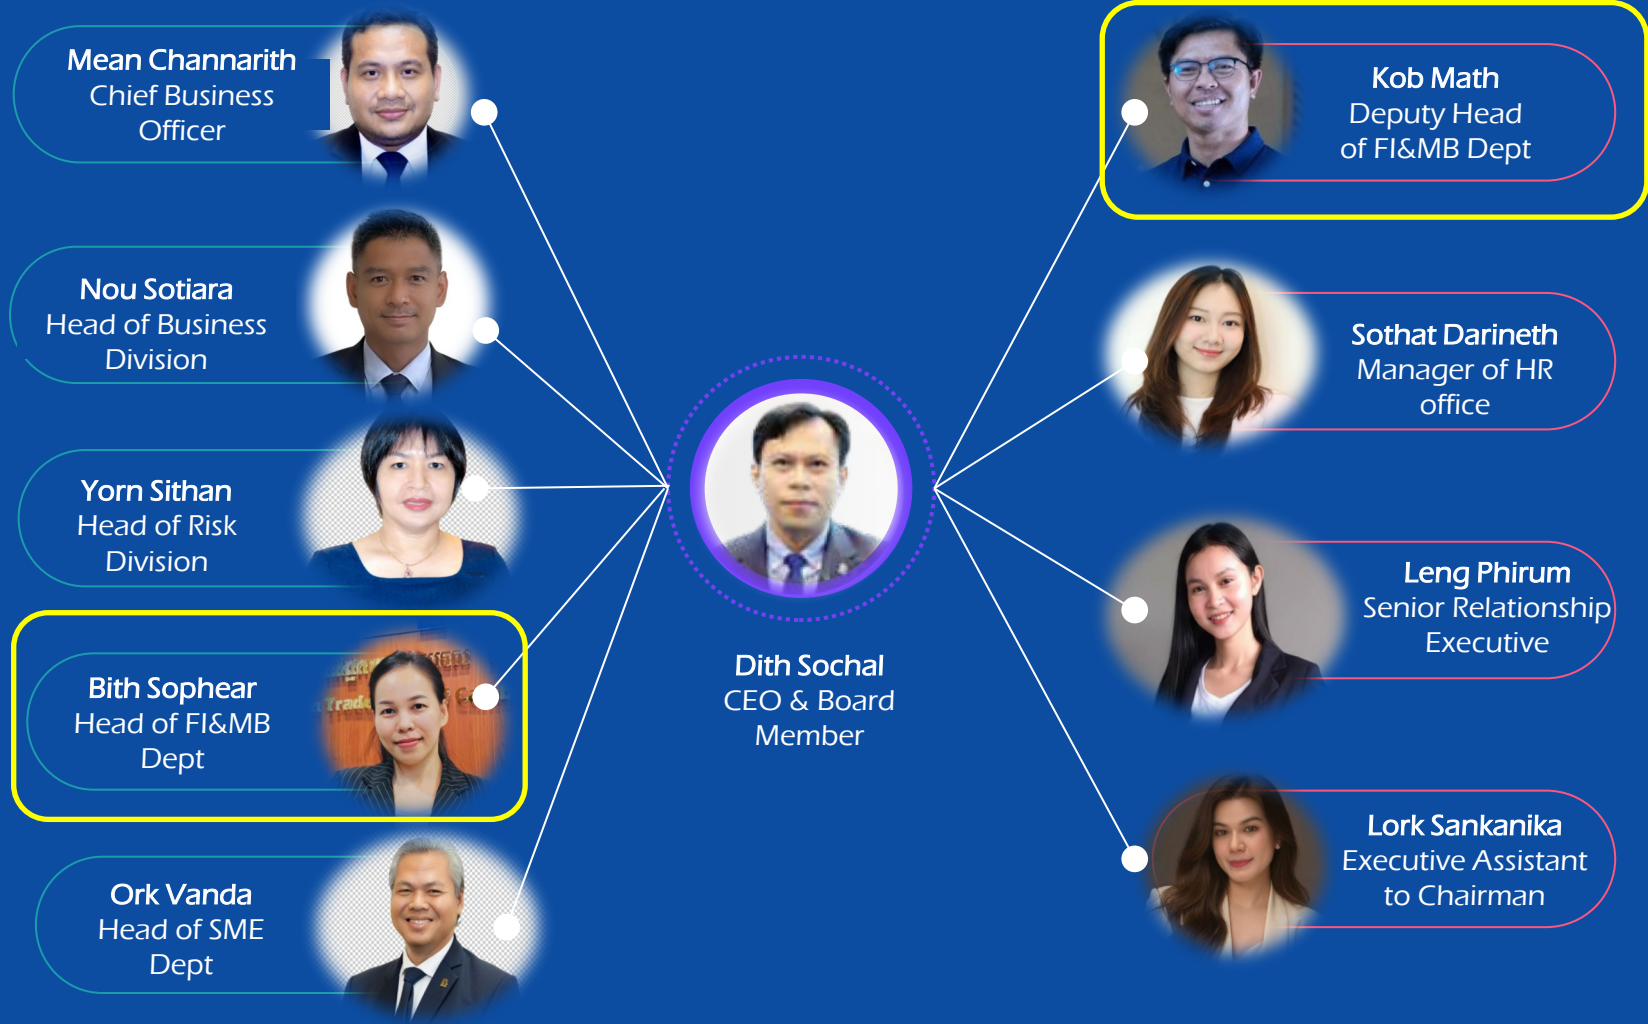 Mean Channarith
Chief Business
Officer
Nou Sotiara
Head of Business
Division
Yorn Sithan
Head of Risk
Division
Bith Sophear
Head of FI&MB
Dept
Ork Vanda
Head of SME
Dept
Dith Sochal
CEO & Board
Member
Kob Math
Deputy Head
of FI&MB Dept
Sothat Darineth
Manager of HR
office
Leng Phirum
Senior Relationship
Executive
Lork Sankanika
Executive Assistant
to Chairman